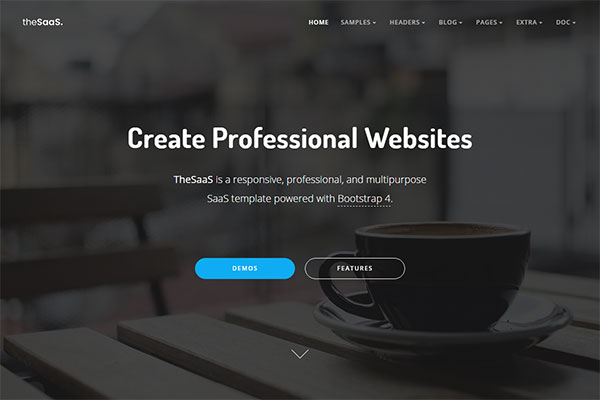 theSaaS.
HOME SAMPLES HEADERS BLOG PAGES EXTRA DOC
Create Professional Websites
TheSaaS is a responsive, professional, and multipurpose
SaaS template powered with Bootstrap 4.
DEMOS FEATURES